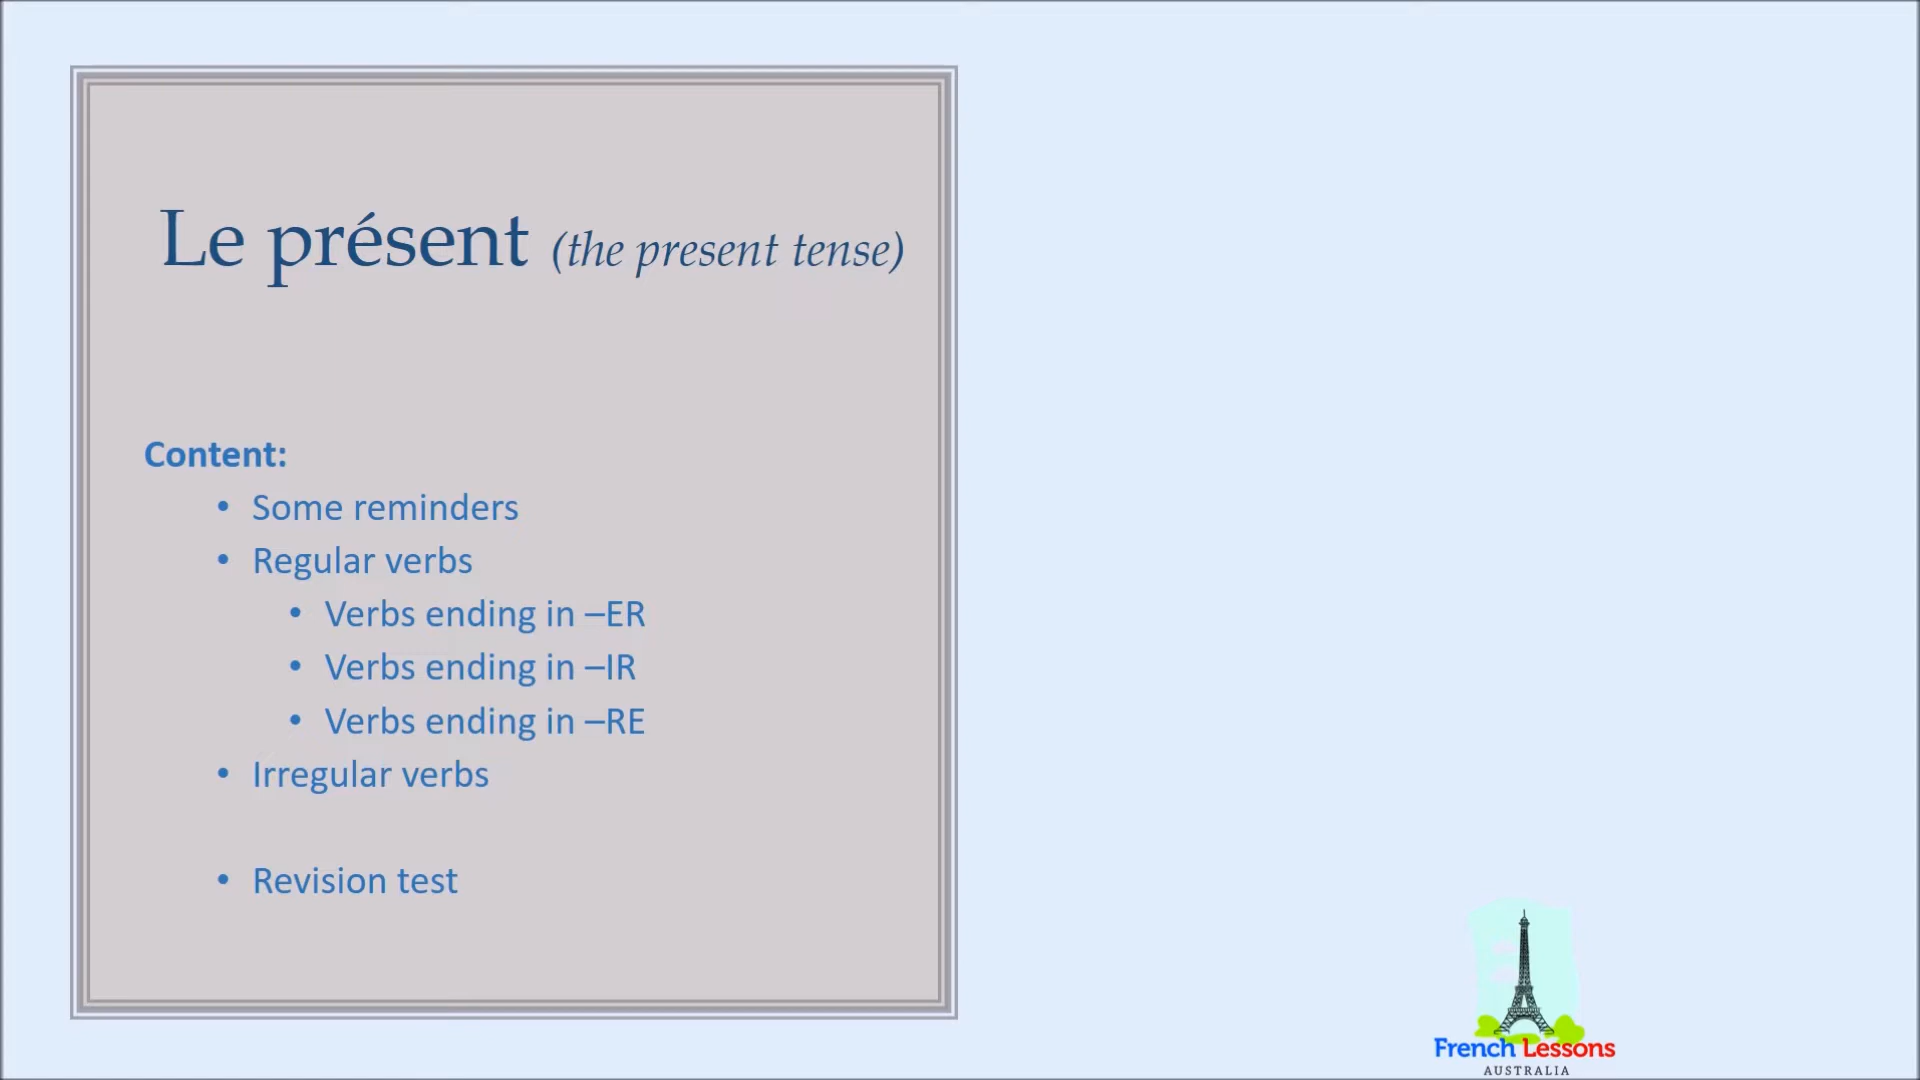 Le présent (the present tense)
Content:
• Some reminders
• Regular verbs
• Verbs ending in –ER
• Verbs ending in –IR
• Verbs ending in –RE
• Irregular verbs
• Revision test
French Lessons
AUSTRALIA